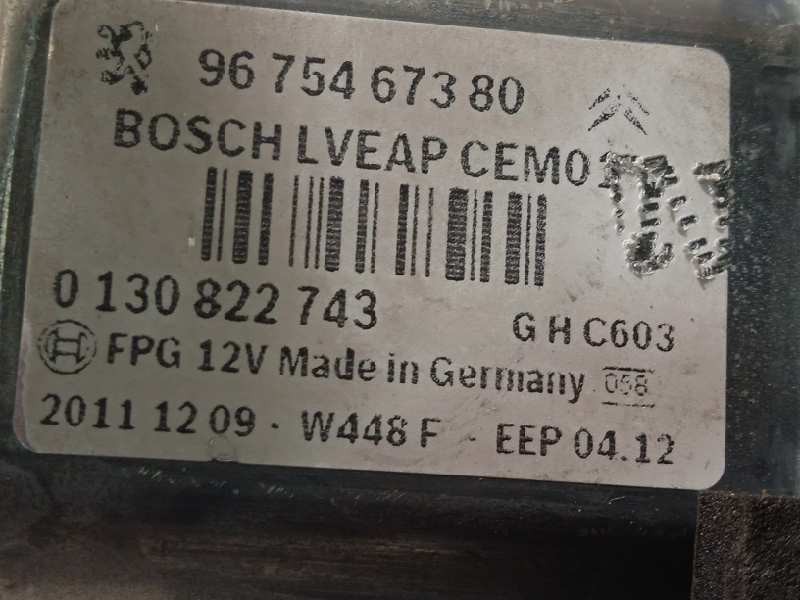 96 754 673 80
BOSCH LVEAP
0 130 822 743
G H C603
FPG 12V Made in Germany 058
2011 12 09 - W448 F - EEP 04.12